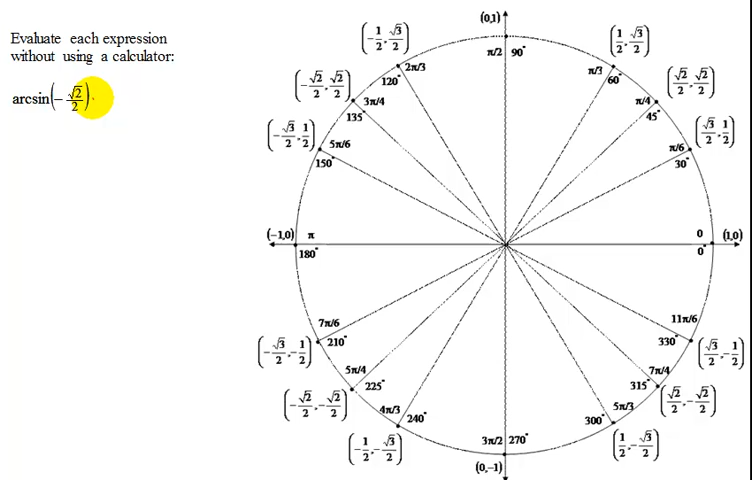 Evaluate each expression
without using a calculator:
arcsin(-√2/2)
(0,1)
π/2 90°
(-1/2, √3/2)
2π/3
120°
(-√2/2, √2/2)
3π/4
135°
(-√3/2, 1/2)
5π/6
150°
(1/2, √3/2)
π/3
60°
(√2/2, √2/2)
π/4
45°
(√3/2, 1/2)
π/6
30°
(-1,0) π
180°
0 (1,0)
0°
7π/6
210°
(-√3/2, -1/2)
5π/4
225°
(-√2/2, -√2/2)
4π/3
240°
(-1/2, -√3/2)
3π/2 270°
(0,-1)
11π/6
330°
(√3/2, -1/2)
7π/4
315°
(√2/2, -√2/2)
5π/3
300°
(1/2, -√3/2)